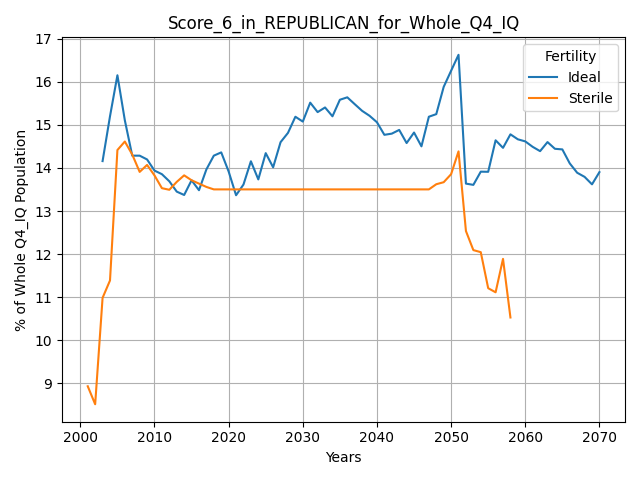 Score_6_in_REPUBLICAN_for_Whole_Q4_IQ
% of Whole Q4_IQ Population
17
16
15
14
13
12
11
10
9
Fertility
Ideal
Sterile
2000 2010 2020 2030 2040 2050 2060 2070
Years